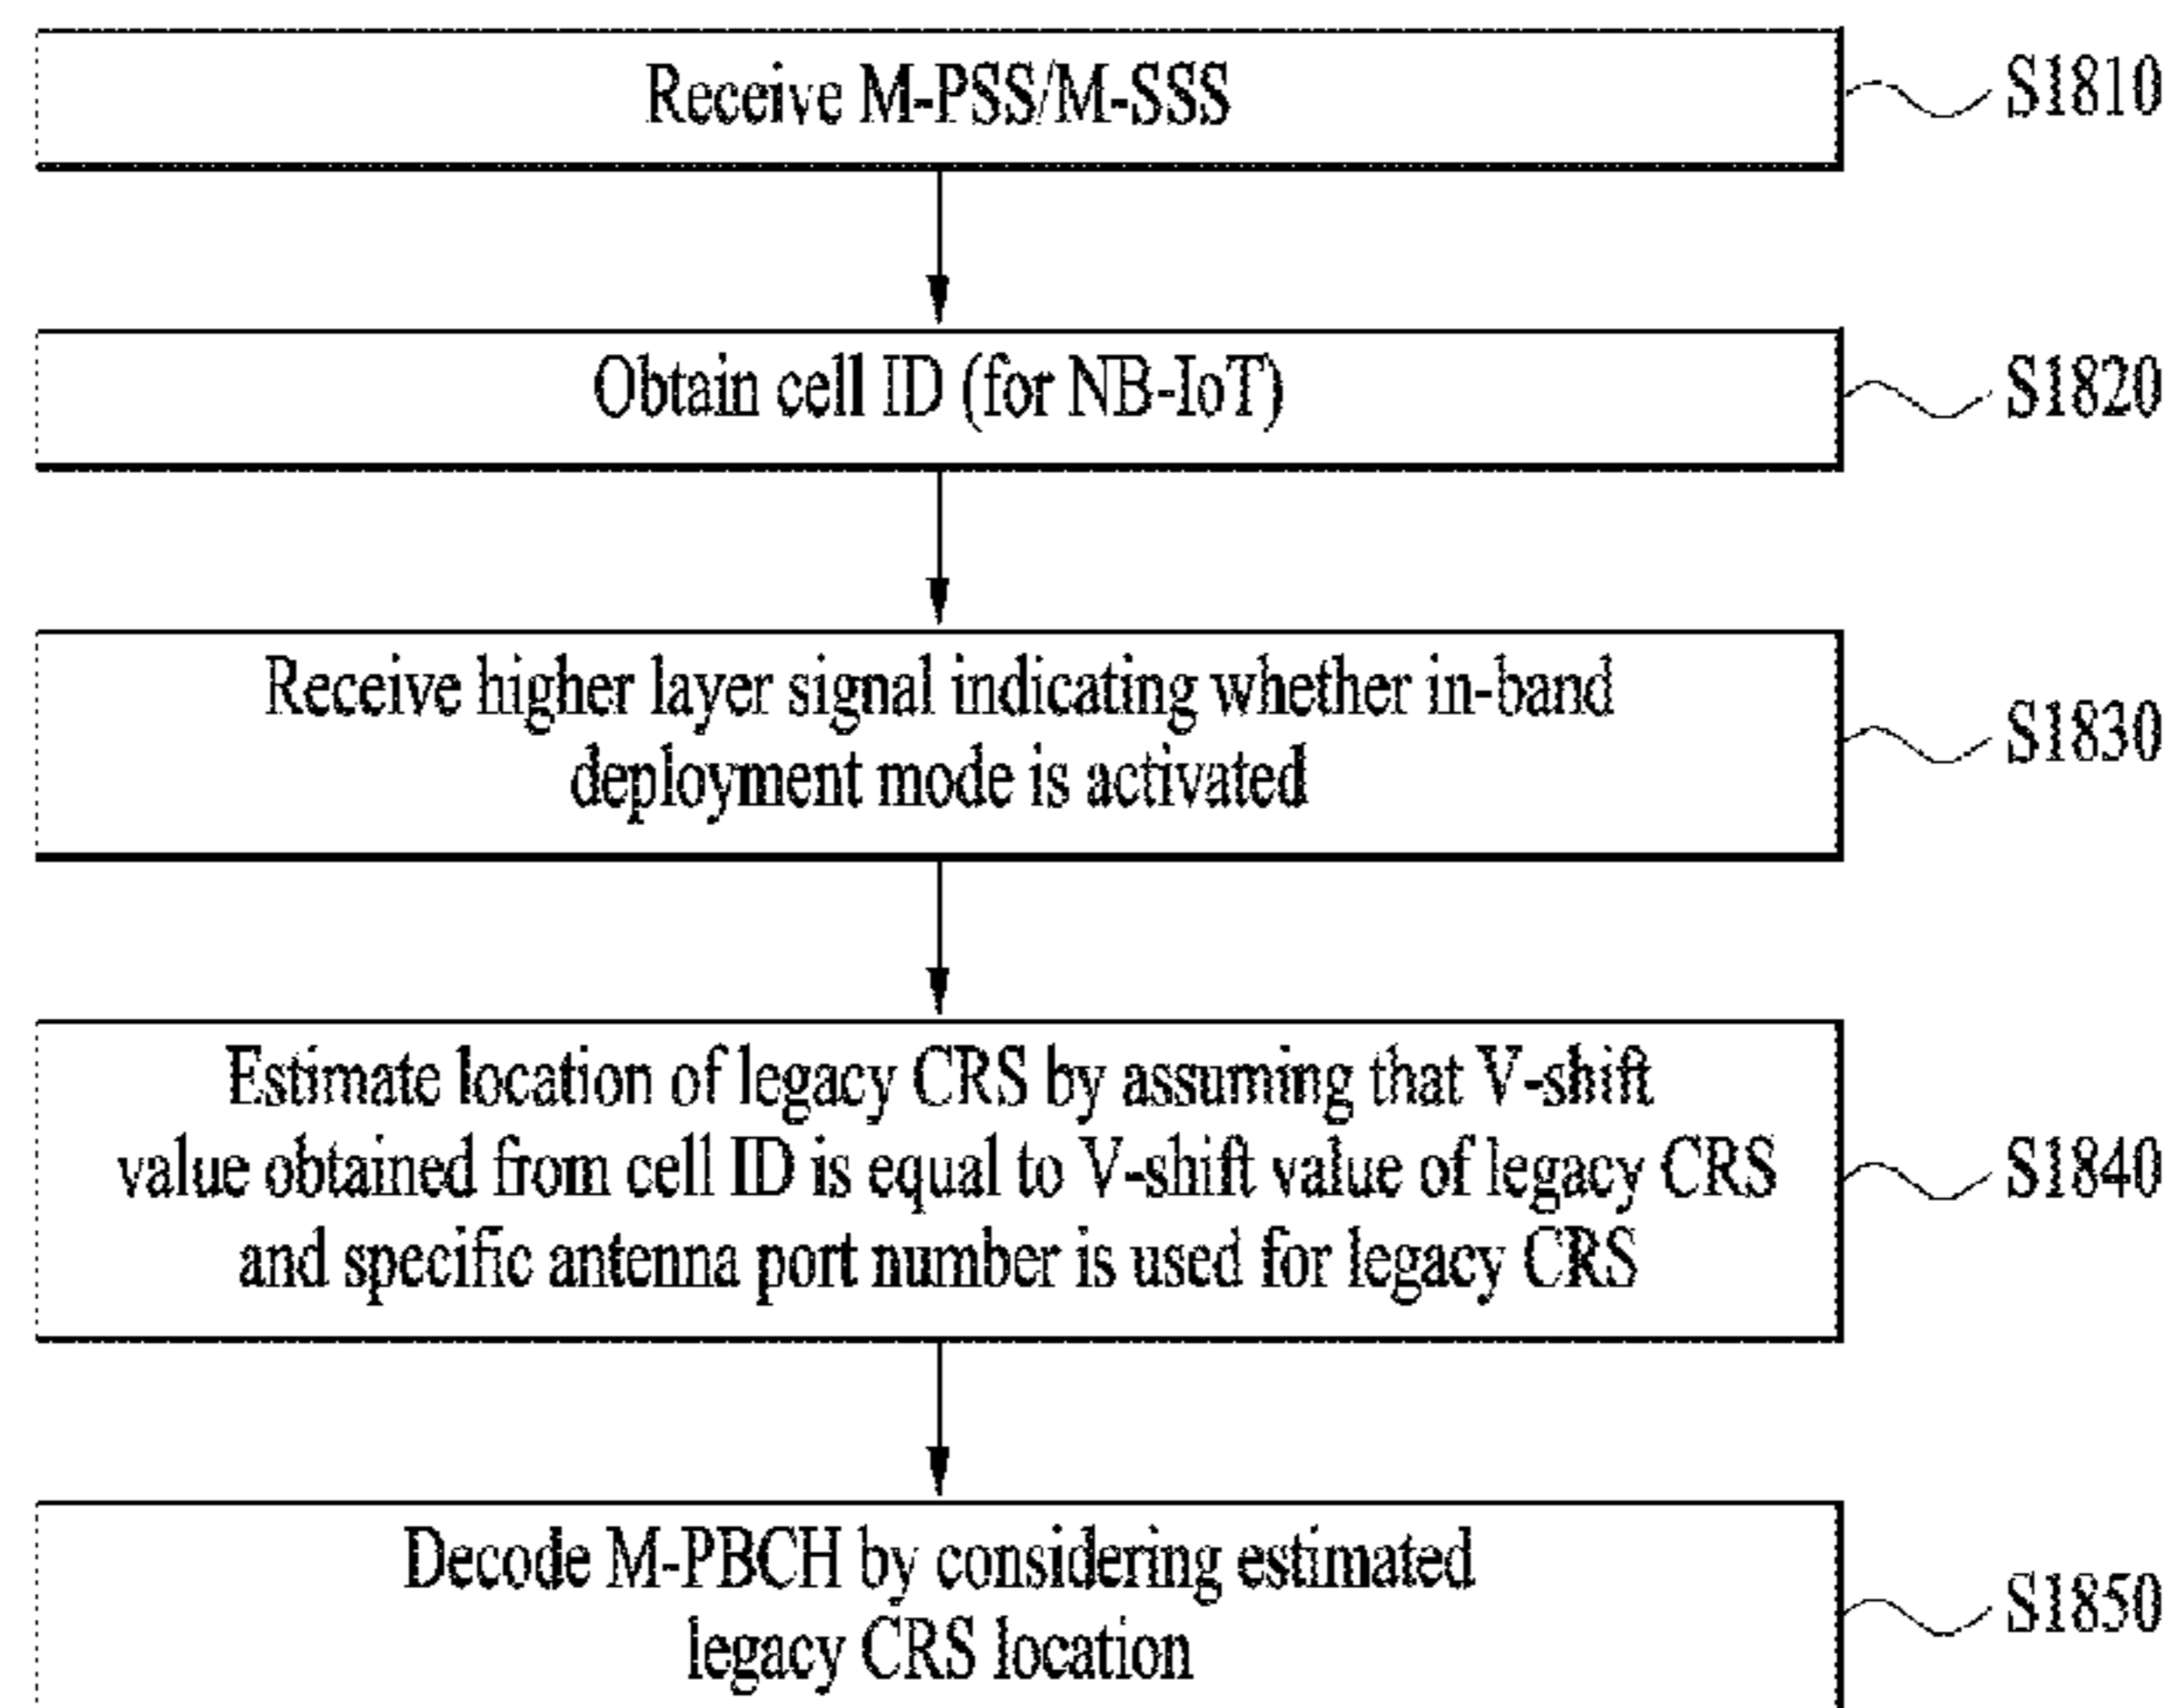 Receive M-PSS/M-SSS
S1810
Obtain cell ID (for NB-IoT)
S1820
Receive higher layer signal indicating whether in-band
deployment mode is activated
S1830
Estimate location of legacy CRS by assuming that V-shift
value obtained from cell ID is equal to V-shift value of legacy CRS
and specific antenna port number is used for legacy CRS
S1840
Decode M-PBCH by considering estimated
legacy CRS location
S1850